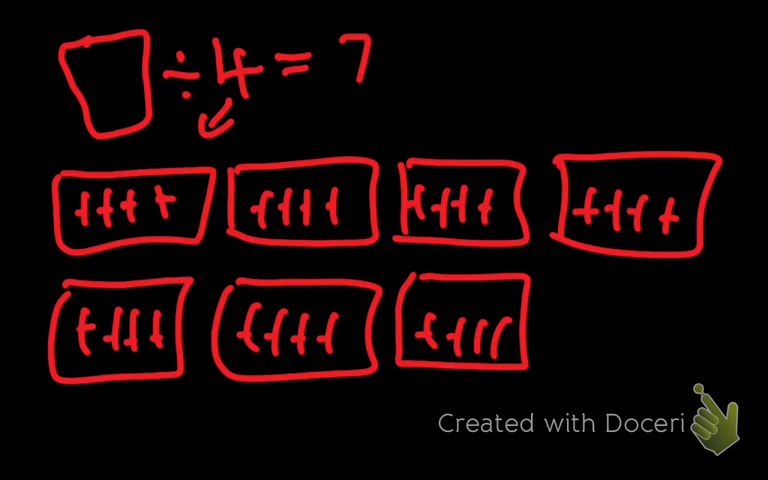 □ ÷ 4 = 7
Created with Doceri